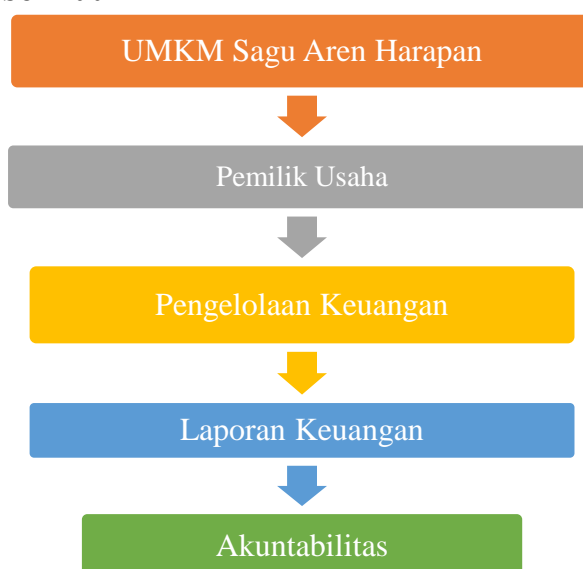 UMKM Sagu Aren Harapan
Pemilik Usaha
Pengelolaan Keuangan
Laporan Keuangan
Akuntabilitas